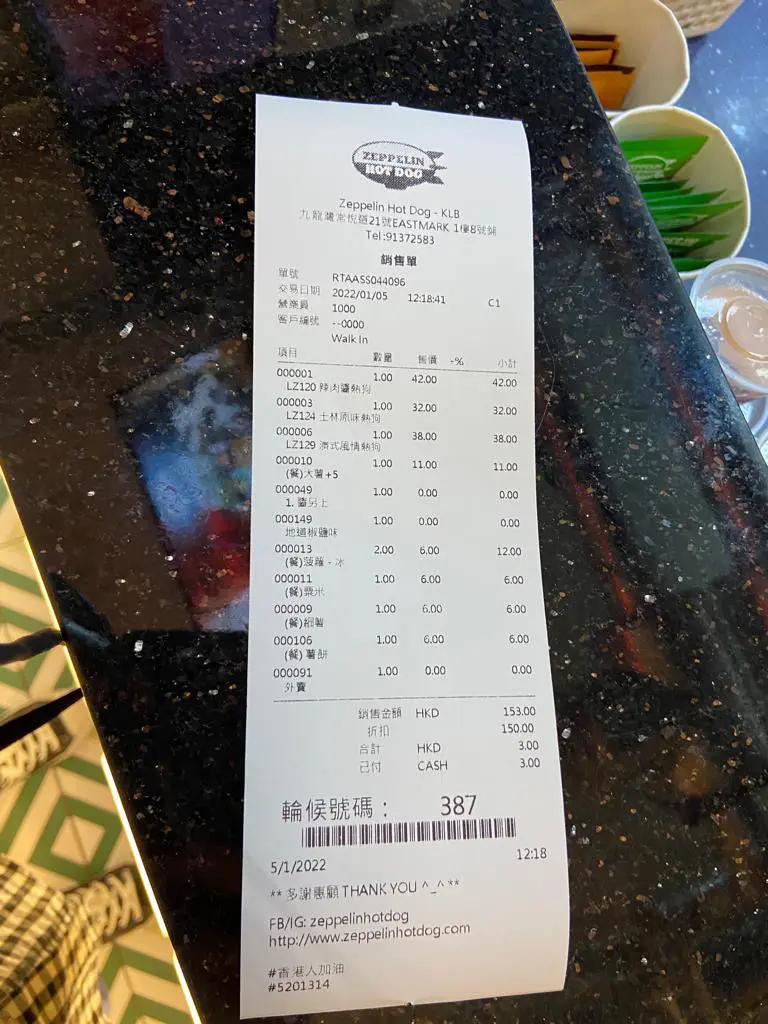 ZEPPELIN
HOT DOG
Zeppelin Hot Dog - KLB
九龍灣常悅道21號EASTMARK 1樓8號鋪
Tel:91372583
銷售單
單號 RTAASS044096
交易日期 2022/01/05 12:18:41 C1
營業員 1000
客戶編號 --0000
Walk In
項目 數量 售價 -% 小計
000001 1.00 42.00 42.00
LZ120 辣肉醬熱狗
000003 1.00 32.00 32.00
LZ124 士林原味熱狗
000006 1.00 38.00 38.00
LZ129 澳式風情熱狗
000010 1.00 11.00 11.00
(餐)大薯+5
000049 1.00 0.00 0.00
1. 醬另上
000149 1.00 0.00 0.00
地道椒鹽味
000013 2.00 6.00 12.00
(餐)菠蘿 - 冰
000011 1.00 6.00 6.00
(餐)粟米
000009 1.00 6.00 6.00
(餐)細薯
000106 1.00 6.00 6.00
(餐) 薯餅
000091 1.00 0.00 0.00
外賣
銷售金額 HKD 153.00
折扣 150.00
合計 HKD 3.00
已付 CASH 3.00
輪候號碼： 387
5/1/2022 12:18
** 多謝惠顧 THANK YOU ^_^ **
FB/IG: zeppelinhotdog
http://www.zeppelinhotdog.com
#香港人加油
#5201314